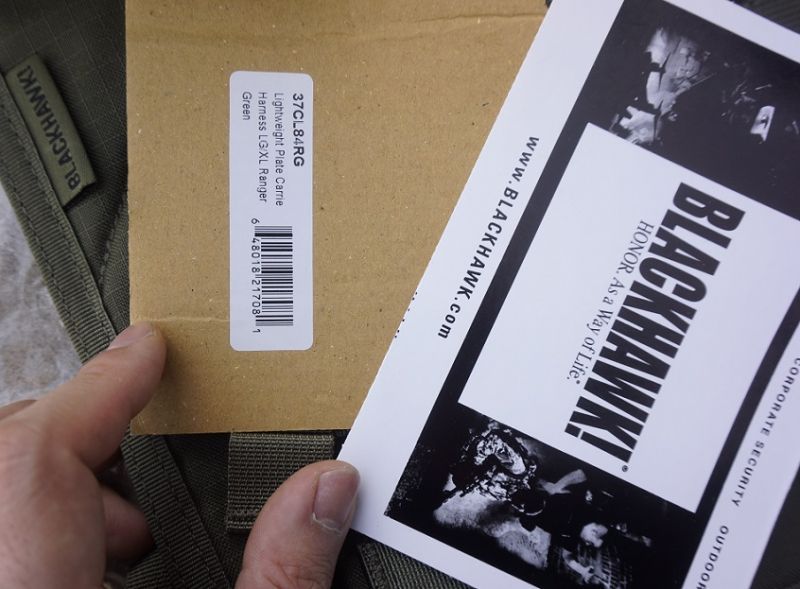 BLACKHAWK!
37CL84RG
Lightweight Plate Carrie
Harness LG/XL Ranger
Green
6 48018 21708 1
www.BLACKHAWK.com
BLACKHAWK!®
HONOR. As a Way of Life.®
CORPORATE SECURITY OUTDOOR